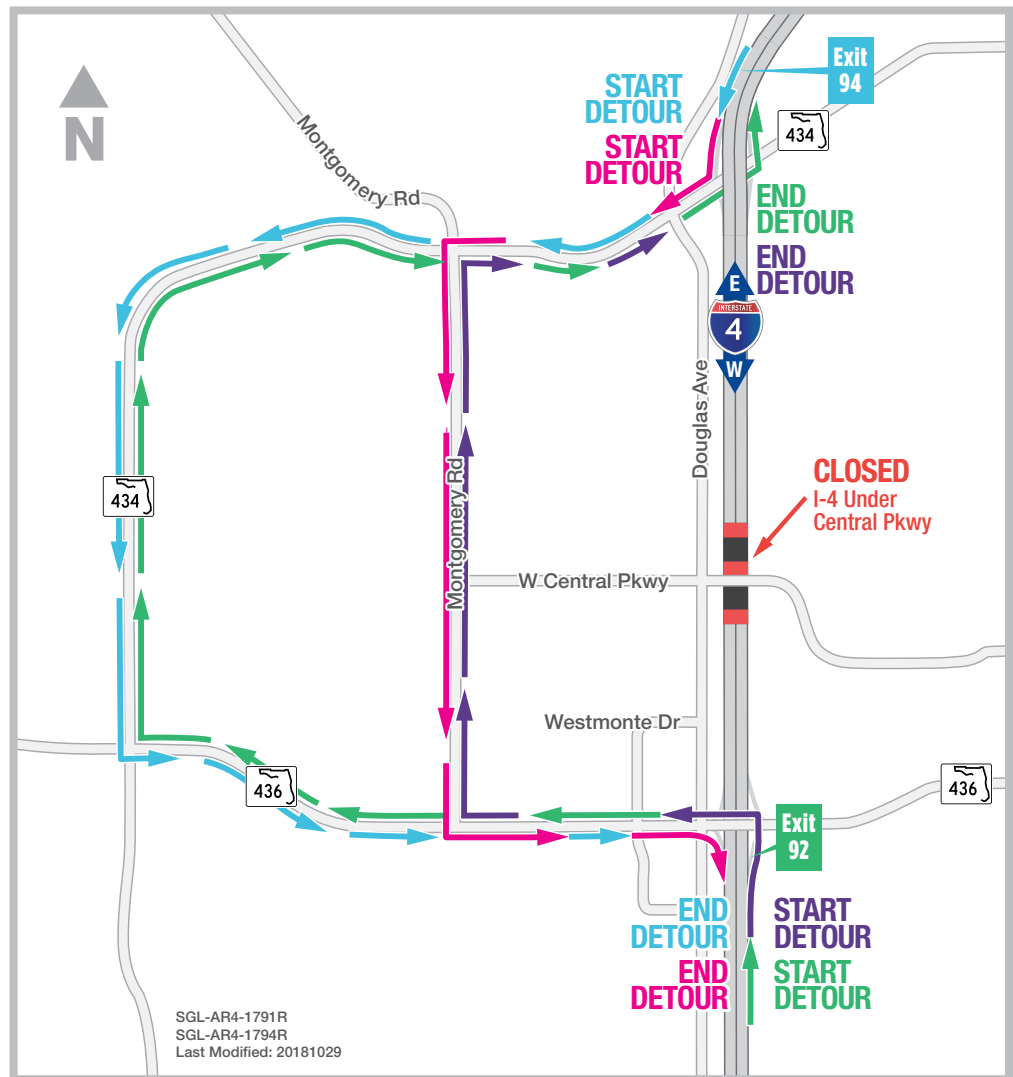 Exit
94
START
DETOUR
START
DETOUR
434
N
Montgomery Rd
END
DETOUR
END
DETOUR
E
INTERSTATE
4
W
Douglas Ave
CLOSED
I-4 Under
Central Pkwy
434
Montgomery Rd
W Central Pkwy
Westmonte Dr
436
436
Exit
92
END
DETOUR
START
DETOUR
END
DETOUR
START
DETOUR
SGL-AR4-1791R
SGL-AR4-1794R
Last Modified: 20181029